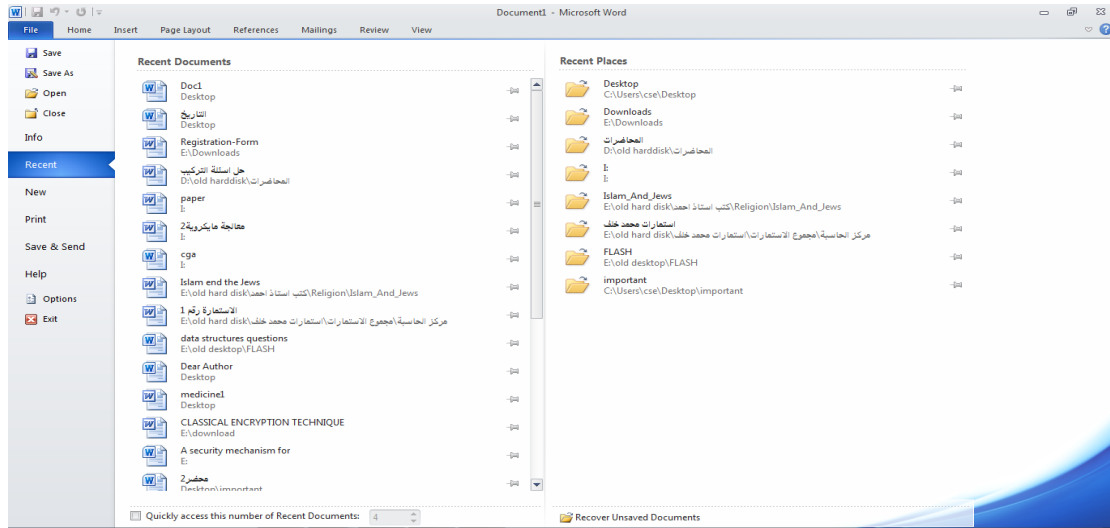 Document1 - Microsoft Word
File Home Insert Page Layout References Mailings Review View
Save
Save As
Open
Close
Info
Recent
New
Print
Save & Send
Help
Options
Exit
Recent Documents
Doc1
Desktop
التاريخ
Desktop
Registration-Form
E:\Downloads
حل اسئلة التركيب
D:\old harddisk\المحاضرات
paper
I:
معالجة مايكروية2
I:
cga
I:
Islam end the Jews
E:\old hard disk\كتب استاذ احمد\Religion\Islam_And_Jews
الاستمارة رقم 1
E:\old hard disk\مركز الحاسبة\مجموع الاستمارات\استمارات محمد خلف
data structures questions
E:\old desktop\FLASH
Dear Author
Desktop
medicine1
Desktop
CLASSICAL ENCRYPTION TECHNIQUE
E:\download
A security mechanism for
E:
محضر2
Desktop\important
Quickly access this number of Recent Documents: 4
Recent Places
Desktop
C:\Users\cse\Desktop
Downloads
E:\Downloads
المحاضرات
D:\old harddisk\المحاضرات
I:
I:
Islam_And_Jews
E:\old hard disk\كتب استاذ احمد\Religion\Islam_And_Jews
استمارات محمد خلف
E:\old hard disk\مركز الحاسبة\مجموع الاستمارات\استمارات محمد خلف
FLASH
E:\old desktop\FLASH
important
C:\Users\cse\Desktop\important
Recover Unsaved Documents